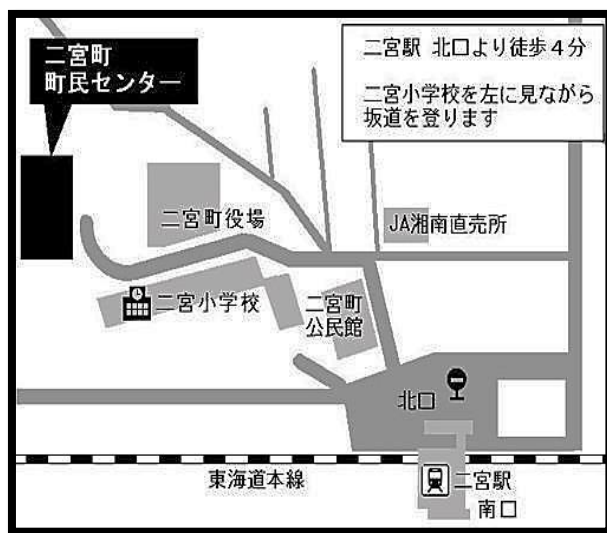 二宮町
町民センター
二宮駅 北口より徒歩4分
二宮小学校を左に見ながら
坂道を登ります
二宮町役場
JA湘南直売所
二宮小学校
二宮町
公民館
北口
東海道本線
二宮駅
南口